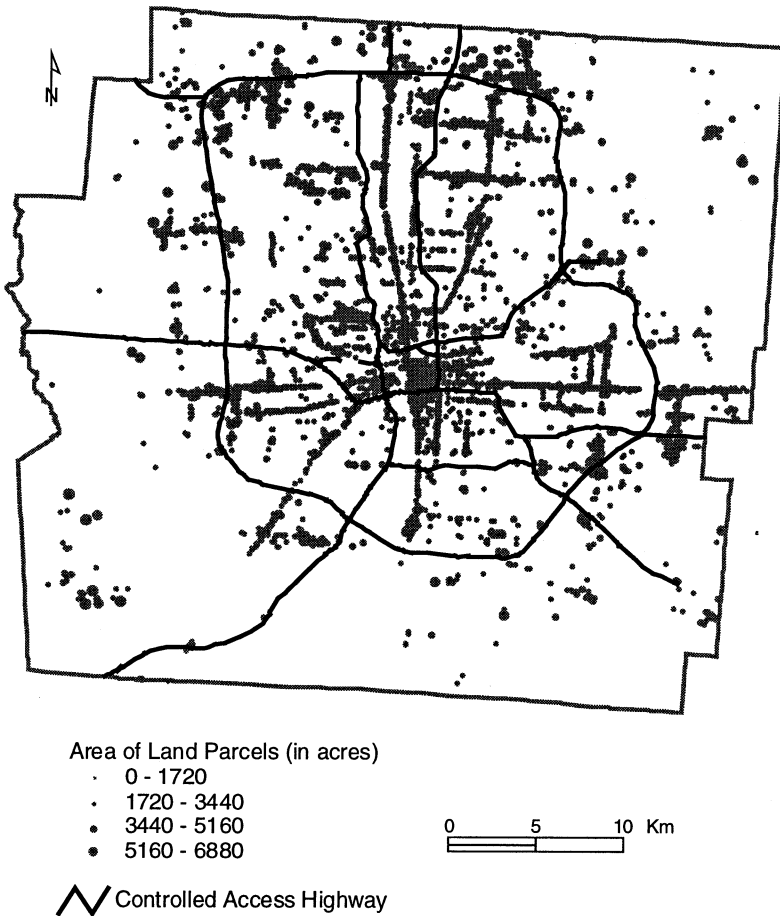 N
Area of Land Parcels (in acres)
0 - 1720
1720 - 3440
3440 - 5160
5160 - 6880
0 5 10 Km
Controlled Access Highway